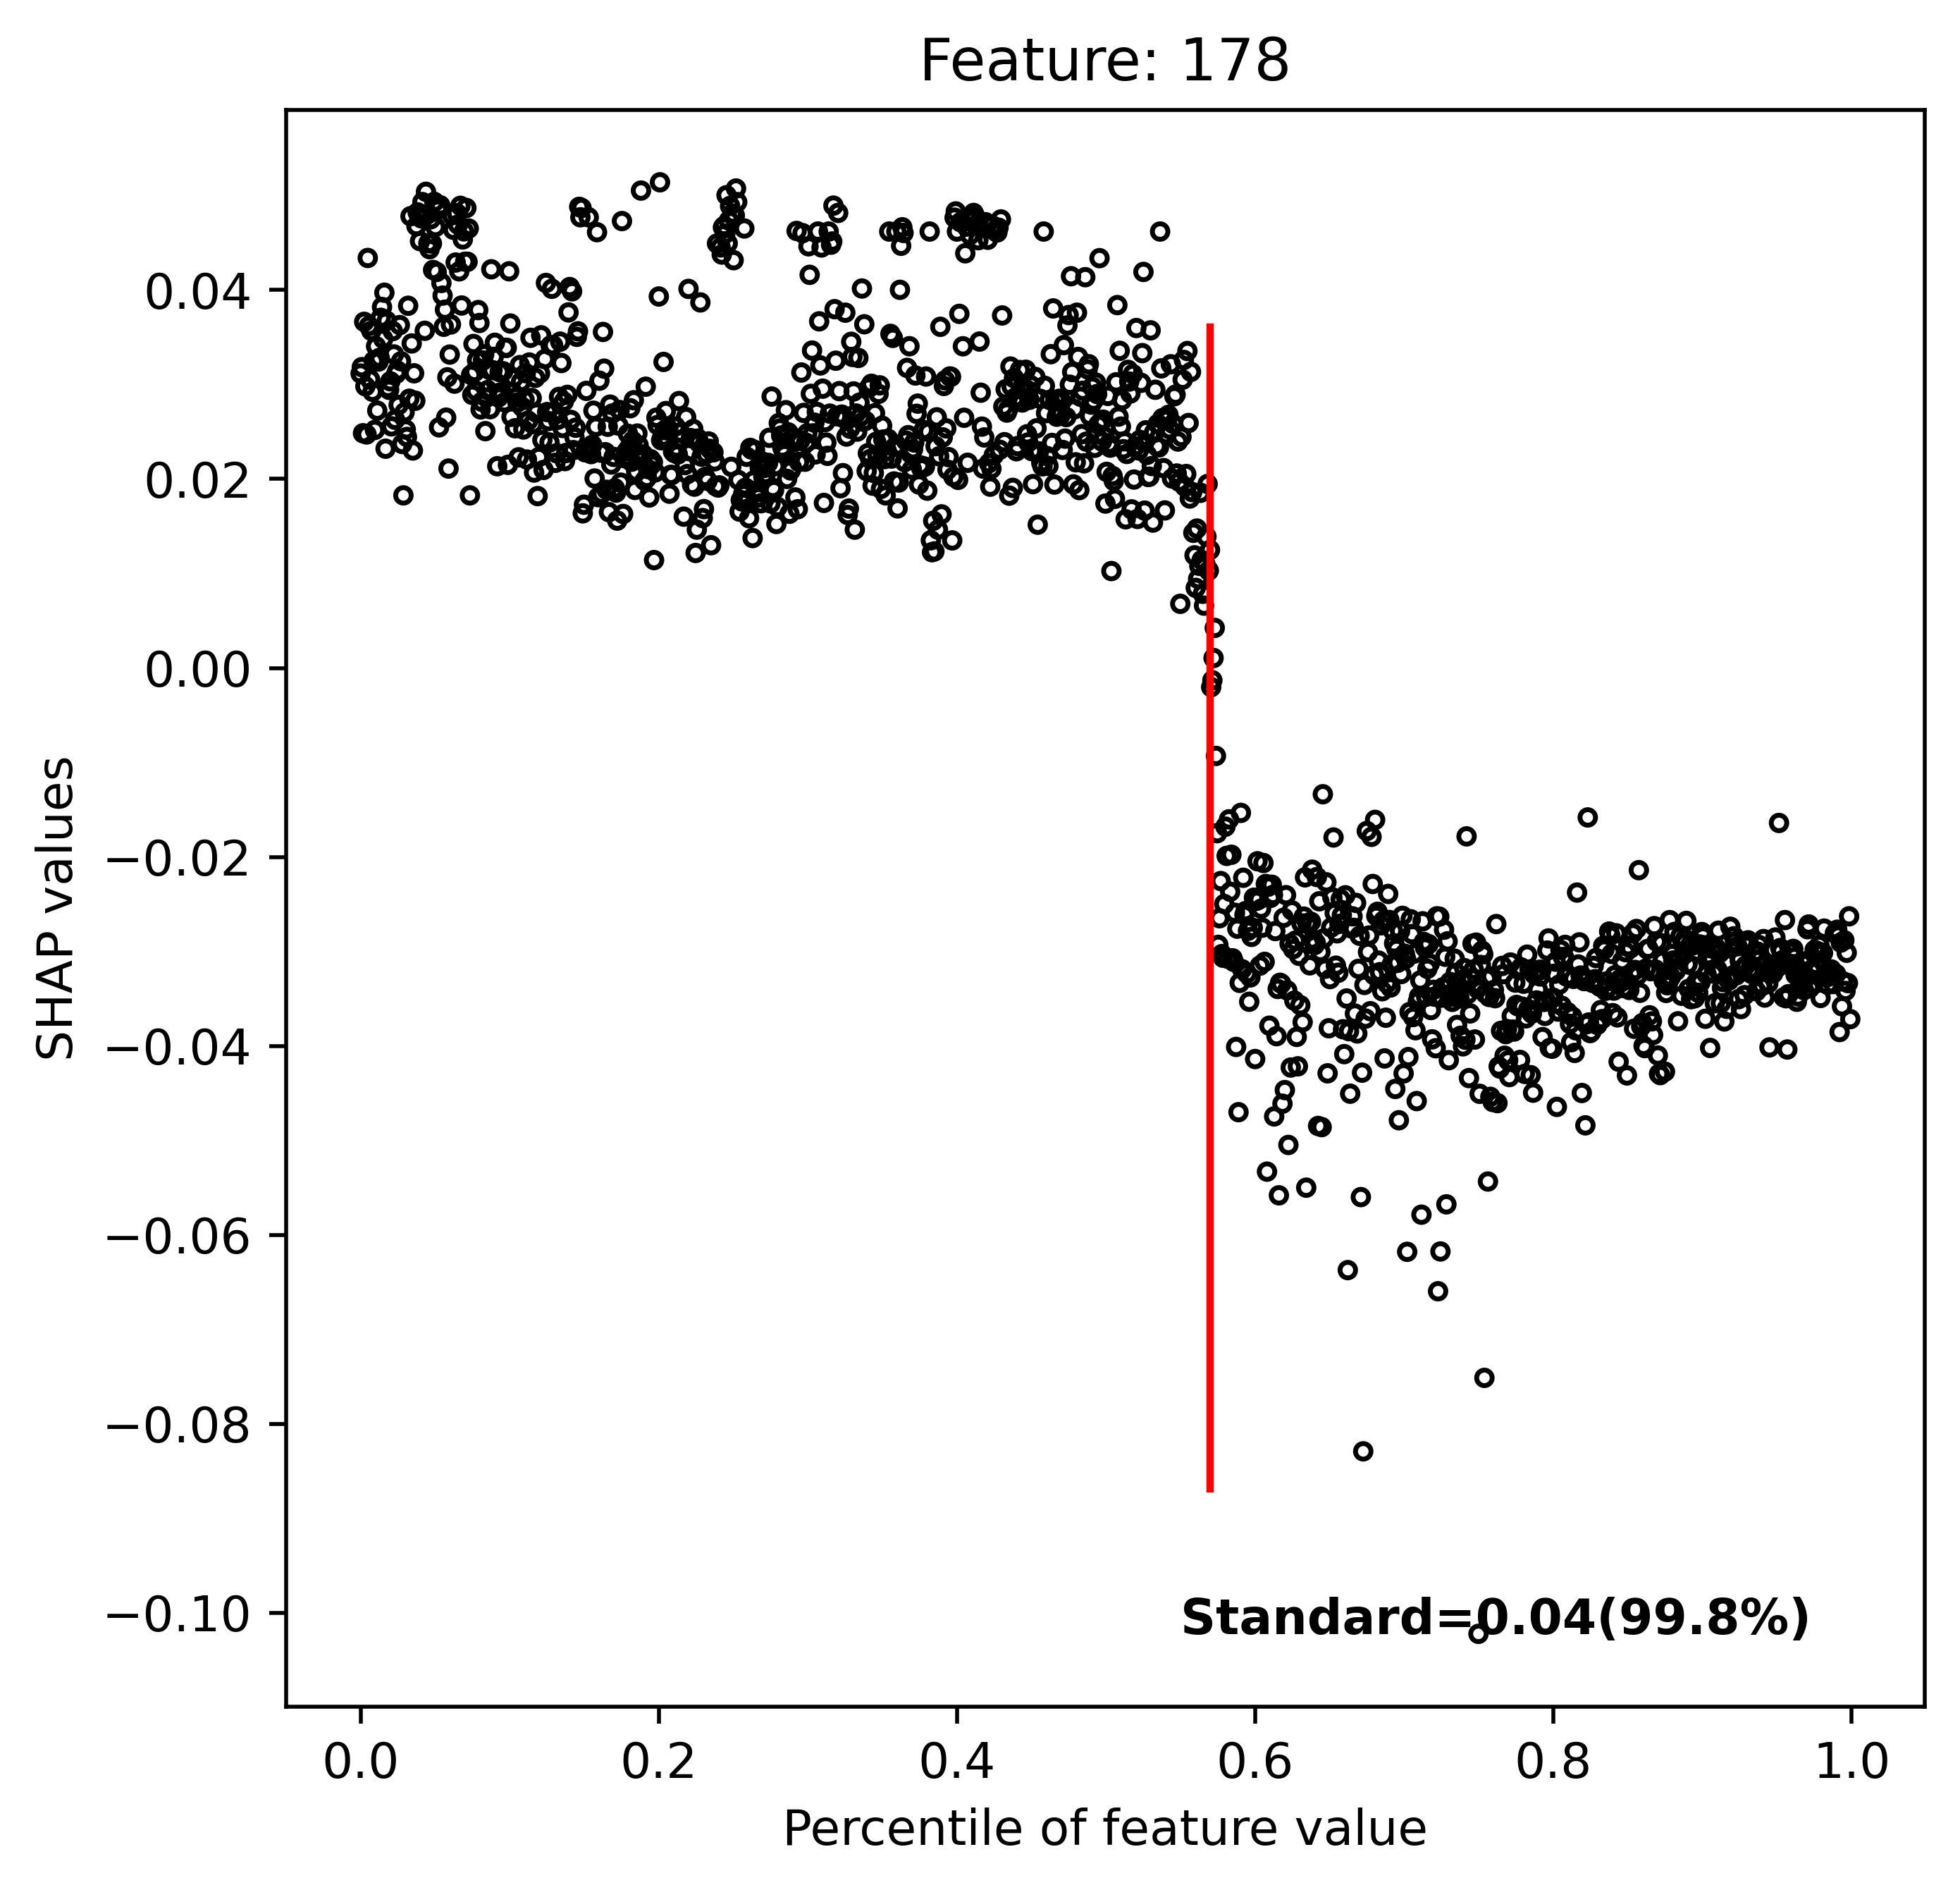 Feature: 178
0.04
0.02
0.00
−0.02
−0.04
−0.06
−0.08
−0.10
SHAP values
Standard=0.04(99.8%)
0.0 0.2 0.4 0.6 0.8 1.0
Percentile of feature value